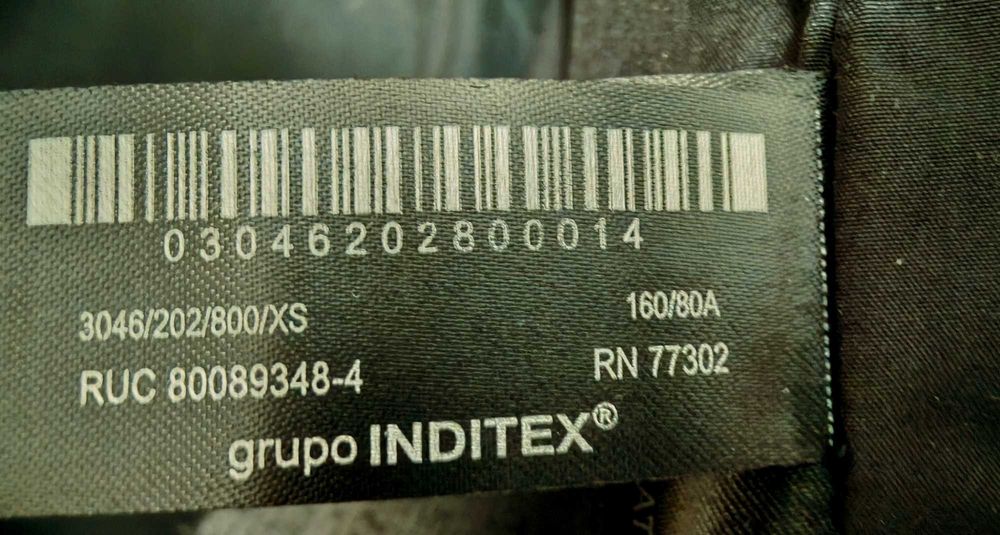 03046202800014
3046/202/800/XS 160/80A
RUC 80089348-4 RN 77302
grupo INDITEX®